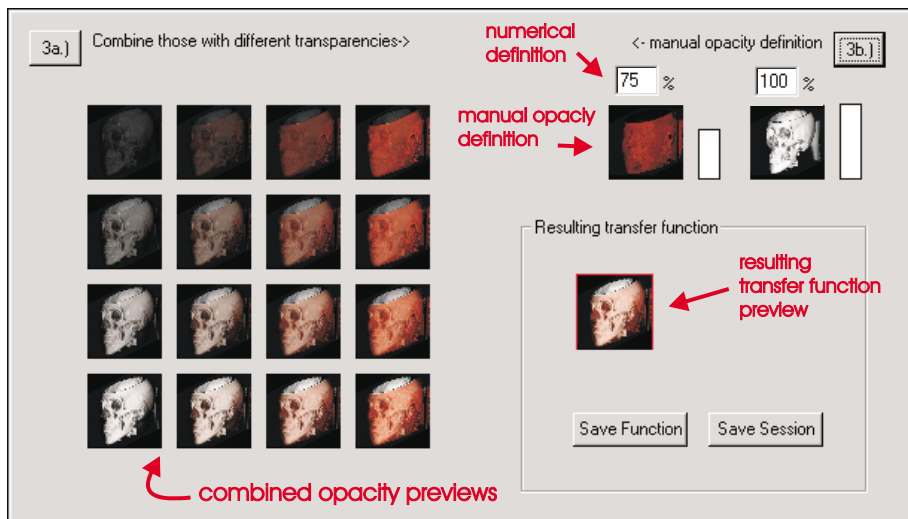 3a.)
Combine those with different transparencies->
numerical
definition
<- manual opacity definition
3b.)
75 %
100 %
manual opaciy
definition
Resulting transfer function
resulting
transfer function
preview
Save Function
Save Session
combined opacity previews